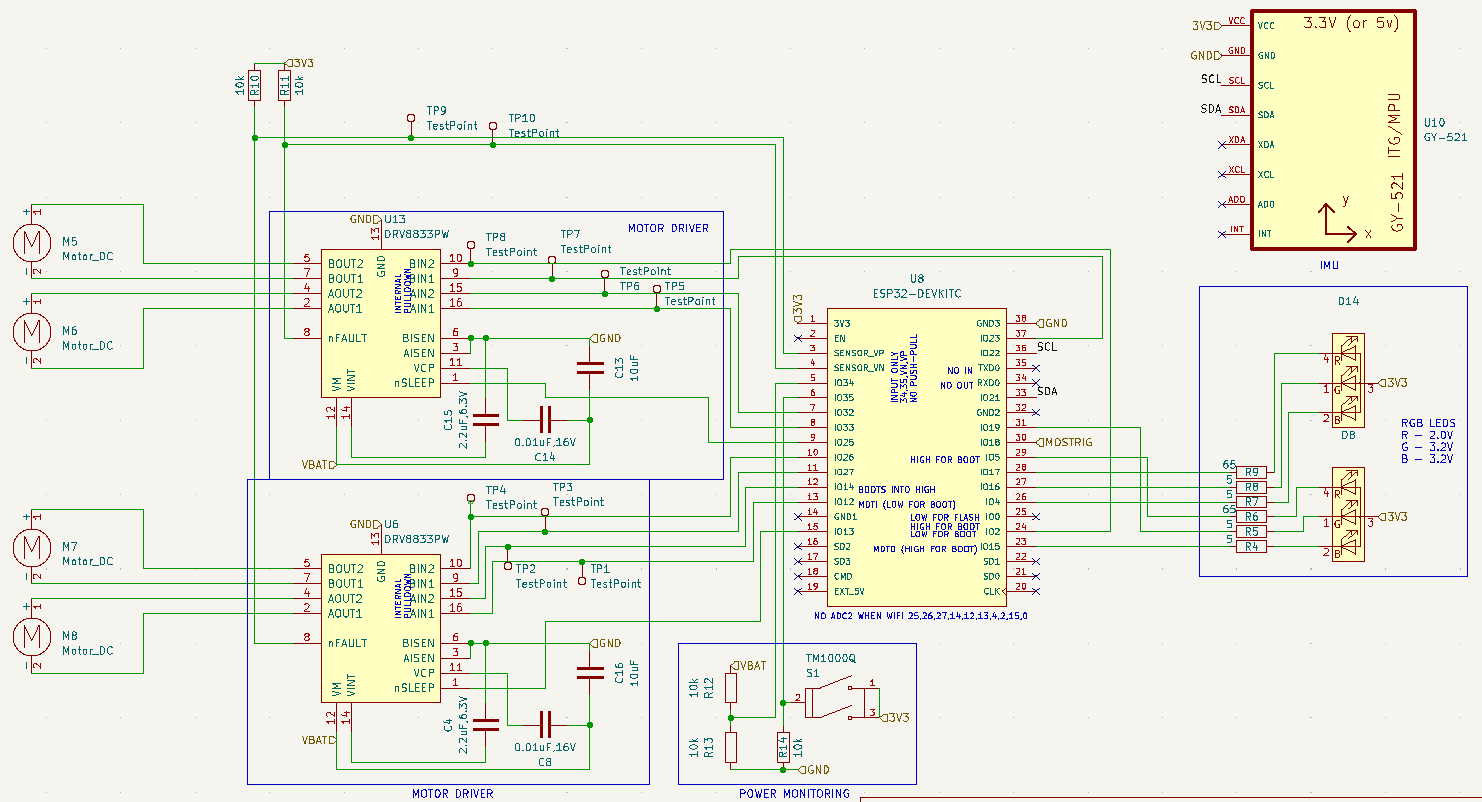 3V3
10k
R10
R11
10k
TP9
TestPoint
TP10
TestPoint
3V3
VCC
VCC
3.3V (or 5v)
GND
GND
GND
SCL
SCL
SCL
SDA
SDA
SDA
XDA
XDA
XCL
XCL
ADO
ADO
INT
INT
GY-521 ITG/MPU
y
x
U10
GY-521
IMU
+
1
M
M5
Motor_DC
-
2
+
1
M
M6
Motor_DC
-
2
GND
13
U13
DRV8833PW
MOTOR DRIVER
5
BOUT2
7
BOUT1
4
AOUT2
2
AOUT1
8
nFAULT
GND
INTERNAL
PULLDOWN
BIN2
10
BIN1
9
AIN2
15
AIN1
16
BISEN
6
AISEN
3
VCP
11
nSLEEP
1
VM
VINT
12
14
TP8
TestPoint
TP7
TestPoint
TestPoint
TP6
TP5
TestPoint
GND
C13
10uF
C15
2.2uF,6.3V
0.01uF,16V
C14
VBAT
U8
ESP32-DEVKITC
3V3
1
3V3
2
EN
3
SENSOR_VP
4
SENSOR_VN
5
IO34
6
IO35
7
IO32
8
IO33
9
IO25
10
IO26
11
IO27
12
IO14
13
IO12
14
GND1
15
IO13
16
SD2
17
SD3
18
CMD
19
EXT_5V
INPUT ONLY
34,35,VN,VP
NO PUSH-PULL
NO IN
NO OUT
HIGH FOR BOOT
BOOTS INTO HIGH
MDTI (LOW FOR BOOT)
LOW FOR FLASH
HIGH FOR BOOT
LOW FOR BOOT
MDTO (HIGH FOR BOOT)
GND3
38
GND
IO23
37
IO22
36
SCL
TXD0
35
RXD0
34
IO21
33
SDA
GND2
32
IO19
31
IO18
30
MOSTRIG
IO5
29
IO17
28
IO16
27
IO4
26
IO0
25
IO2
24
IO15
23
SD1
22
SD0
21
CLK
20
NO ADC2 WHEN WIFI 25,26,27,14,12,13,4,2,15,0
D14
4
R
1
G
2
B
3
3V3
D8
RGB LEDS
R - 2.0V
G - 3.2V
B - 3.2V
4
R
1
G
2
B
3
3V3
65
R9
5
R8
5
R7
65
R6
5
R5
5
R4
+
1
M
M7
Motor_DC
-
2
+
1
M
M8
Motor_DC
-
2
GND
13
U6
DRV8833PW
5
BOUT2
7
BOUT1
4
AOUT2
2
AOUT1
8
nFAULT
GND
INTERNAL
PULLDOWN
BIN2
10
BIN1
9
AIN2
15
AIN1
16
BISEN
6
AISEN
3
VCP
11
nSLEEP
1
VM
VINT
12
14
TP4
TestPoint
TP3
TestPoint
TP2
TestPoint
TP1
TestPoint
GND
C16
10uF
C4
2.2uF,6.3V
0.01uF,16V
C8
VBAT
MOTOR DRIVER
VBAT
10k
R12
10k
R13
R14
10k
GND
TM1000Q
S1
2
1
3
3V3
POWER MONITORING